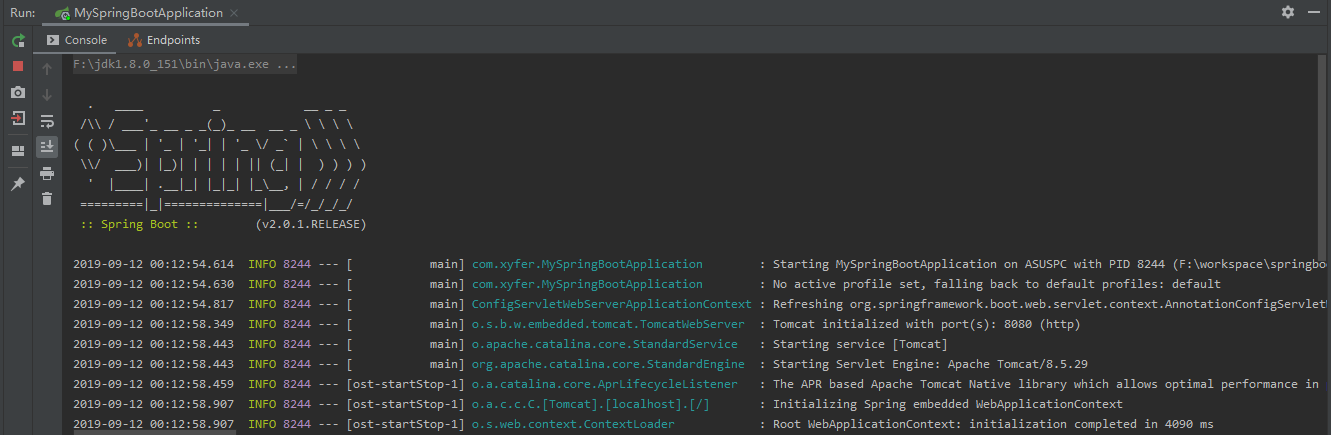 Run: MySpringBootApplication
Console Endpoints
F:\jdk1.8.0_151\bin\java.exe ...
  .   ____          _            __ _ _
 /\\ / ___'_ __ _ _(_)_ __  __ _ \ \ \ \
( ( )\___ | '_ | '_| | '_ \/ _` | \ \ \ \
 \\/  ___)| |_)| | | | | || (_| |  ) ) ) )
  '  |____| .__|_| |_|_| |_\__, | / / / /
 =========|_|==============|___/=/_/_/_/
 :: Spring Boot ::        (v2.0.1.RELEASE)
2019-09-12 00:12:54.614  INFO 8244 --- [           main] com.xyfer.MySpringBootApplication        : Starting MySpringBootApplication on ASUSPC with PID 8244 (F:\workspace\springbo
2019-09-12 00:12:54.630  INFO 8244 --- [           main] com.xyfer.MySpringBootApplication        : No active profile set, falling back to default profiles: default
2019-09-12 00:12:54.817  INFO 8244 --- [           main] ConfigServletWebServerApplicationContext : Refreshing org.springframework.boot.web.servlet.context.AnnotationConfigServlet
2019-09-12 00:12:58.349  INFO 8244 --- [           main] o.s.b.w.embedded.tomcat.TomcatWebServer  : Tomcat initialized with port(s): 8080 (http)
2019-09-12 00:12:58.443  INFO 8244 --- [           main] o.apache.catalina.core.StandardService   : Starting service [Tomcat]
2019-09-12 00:12:58.443  INFO 8244 --- [           main] org.apache.catalina.core.StandardEngine  : Starting Servlet Engine: Apache Tomcat/8.5.29
2019-09-12 00:12:58.459  INFO 8244 --- [ost-startStop-1] o.a.catalina.core.AprLifecycleListener   : The APR based Apache Tomcat Native library which allows optimal performance in
2019-09-12 00:12:58.907  INFO 8244 --- [ost-startStop-1] o.a.c.c.C.[Tomcat].[localhost].[/]       : Initializing Spring embedded WebApplicationContext
2019-09-12 00:12:58.907  INFO 8244 --- [ost-startStop-1] o.s.web.context.ContextLoader            : Root WebApplicationContext: initialization completed in 4090 ms